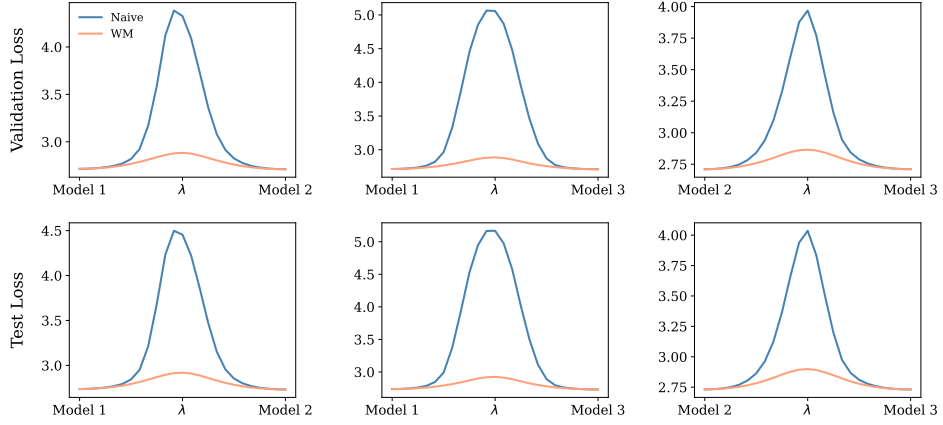 Validation Loss
4.0
3.0
Naive
WM
Model 1 λ Model 2
5.0
4.5
4.0
3.5
3.0
Model 1 λ Model 3
4.00
3.75
3.50
3.25
3.00
2.75
Model 2 λ Model 3
Test Loss
4.5
4.0
3.5
3.0
Model 1 λ Model 2
5.0
4.5
4.0
3.5
3.0
Model 1 λ Model 3
4.00
3.75
3.50
3.25
3.00
2.75
Model 2 λ Model 3